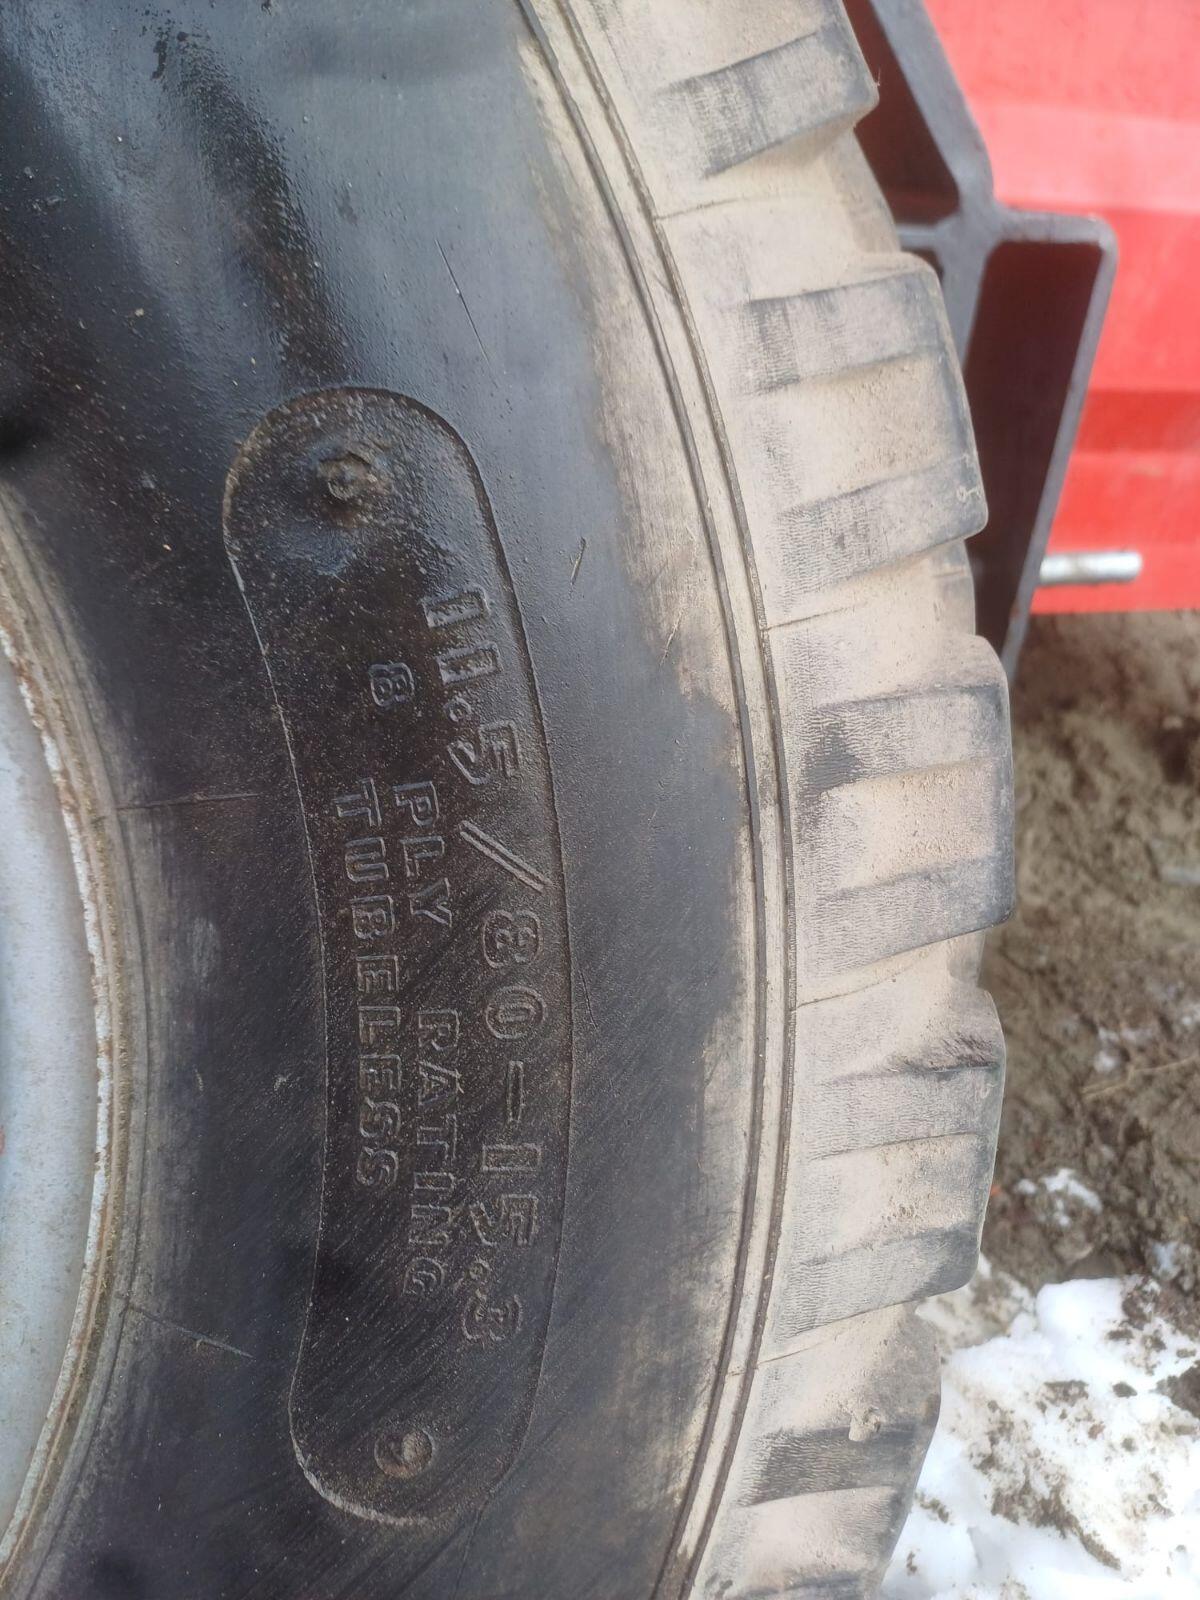 11.5/80-15.3
8 PLY RATING
TUBELESS